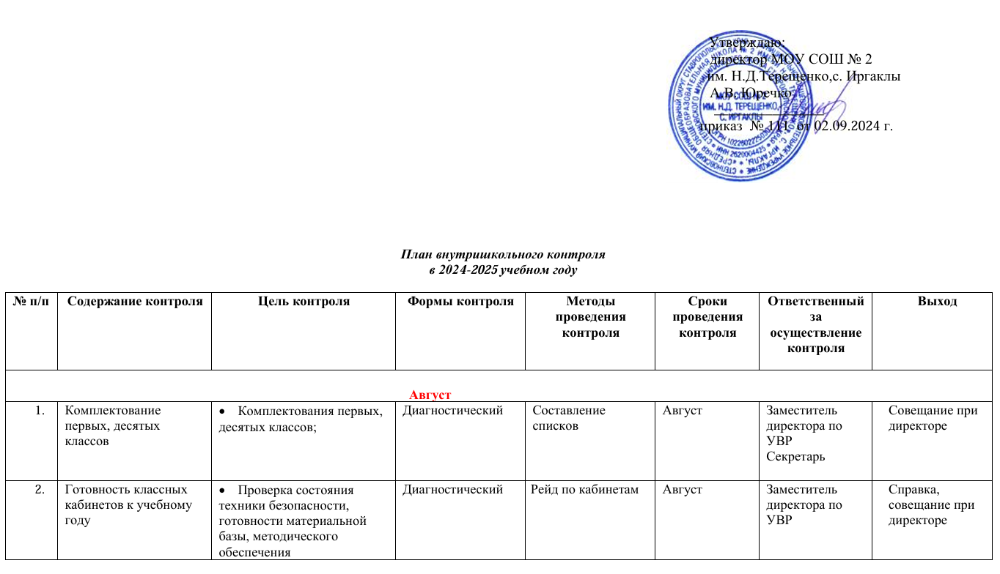 Утверждаю:
директор МОУ СОШ № 2
им. Н.Д.Терещенко,с. Иргаклы
А.В. Юречко
приказ № 111 от 02.09.2024 г.
МОУ СОШ № 2
ИМ. Н.Д. ТЕРЕЩЕНКО,
С. ИРГАКЛЫ
План внутришкольного контроля
в 2024-2025 учебном году
№ п/п
Содержание контроля
Цель контроля
Формы контроля
Методы
проведения
контроля
Сроки
проведения
контроля
Ответственный
за
осуществление
контроля
Выход
Август
1.
Комплектование
первых, десятых
классов
• Комплектования первых,
десятых классов;
Диагностический
Составление
списков
Август
Заместитель
директора по
УВР
Секретарь
Совещание при
директоре
2.
Готовность классных
кабинетов к учебному
году
• Проверка состояния
техники безопасности,
готовности материальной
базы, методического
обеспечения
Диагностический
Рейд по кабинетам
Август
Заместитель
директора по
УВР
Справка,
совещание при
директоре